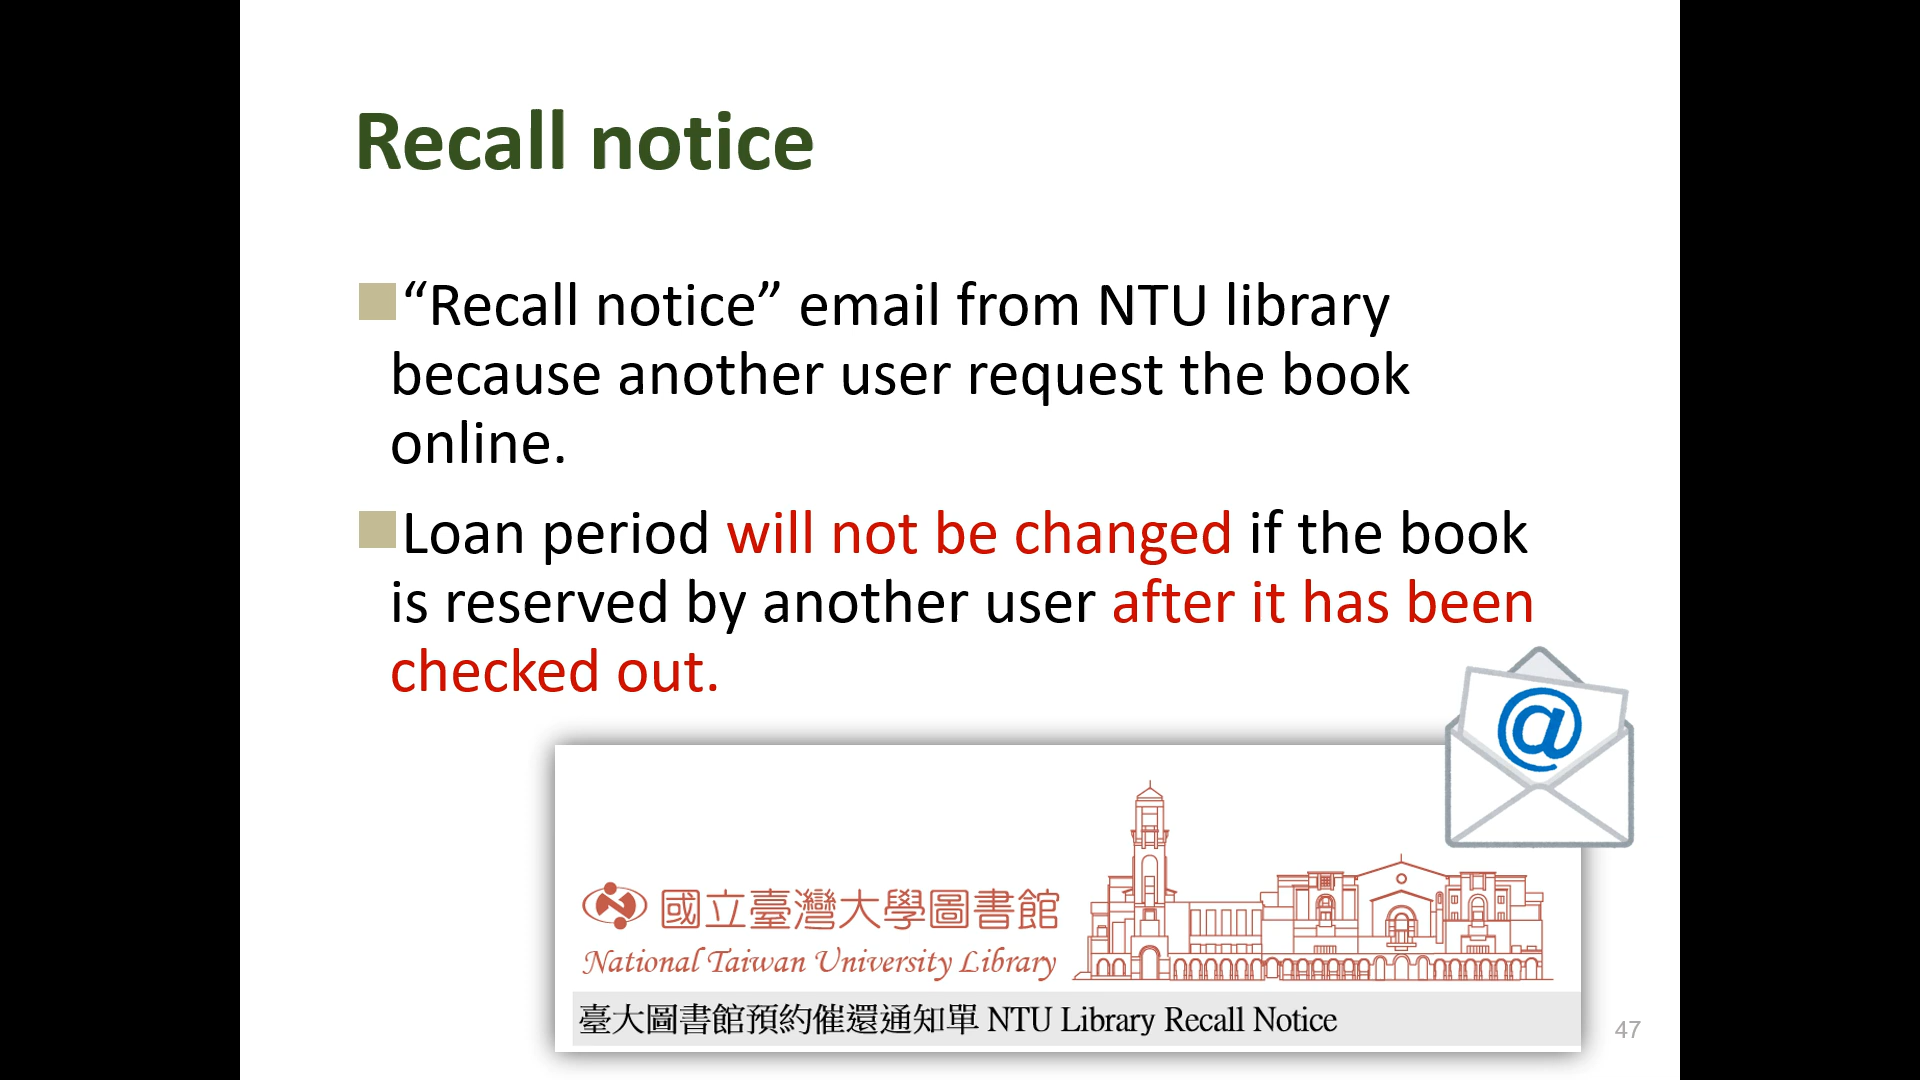 Recall notice
“Recall notice” email from NTU library
because another user request the book
online.
Loan period will not be changed if the book
is reserved by another user after it has been
checked out.
@
國立臺灣大學圖書館
National Taiwan University Library
臺大圖書館預約催還通知單 NTU Library Recall Notice
47